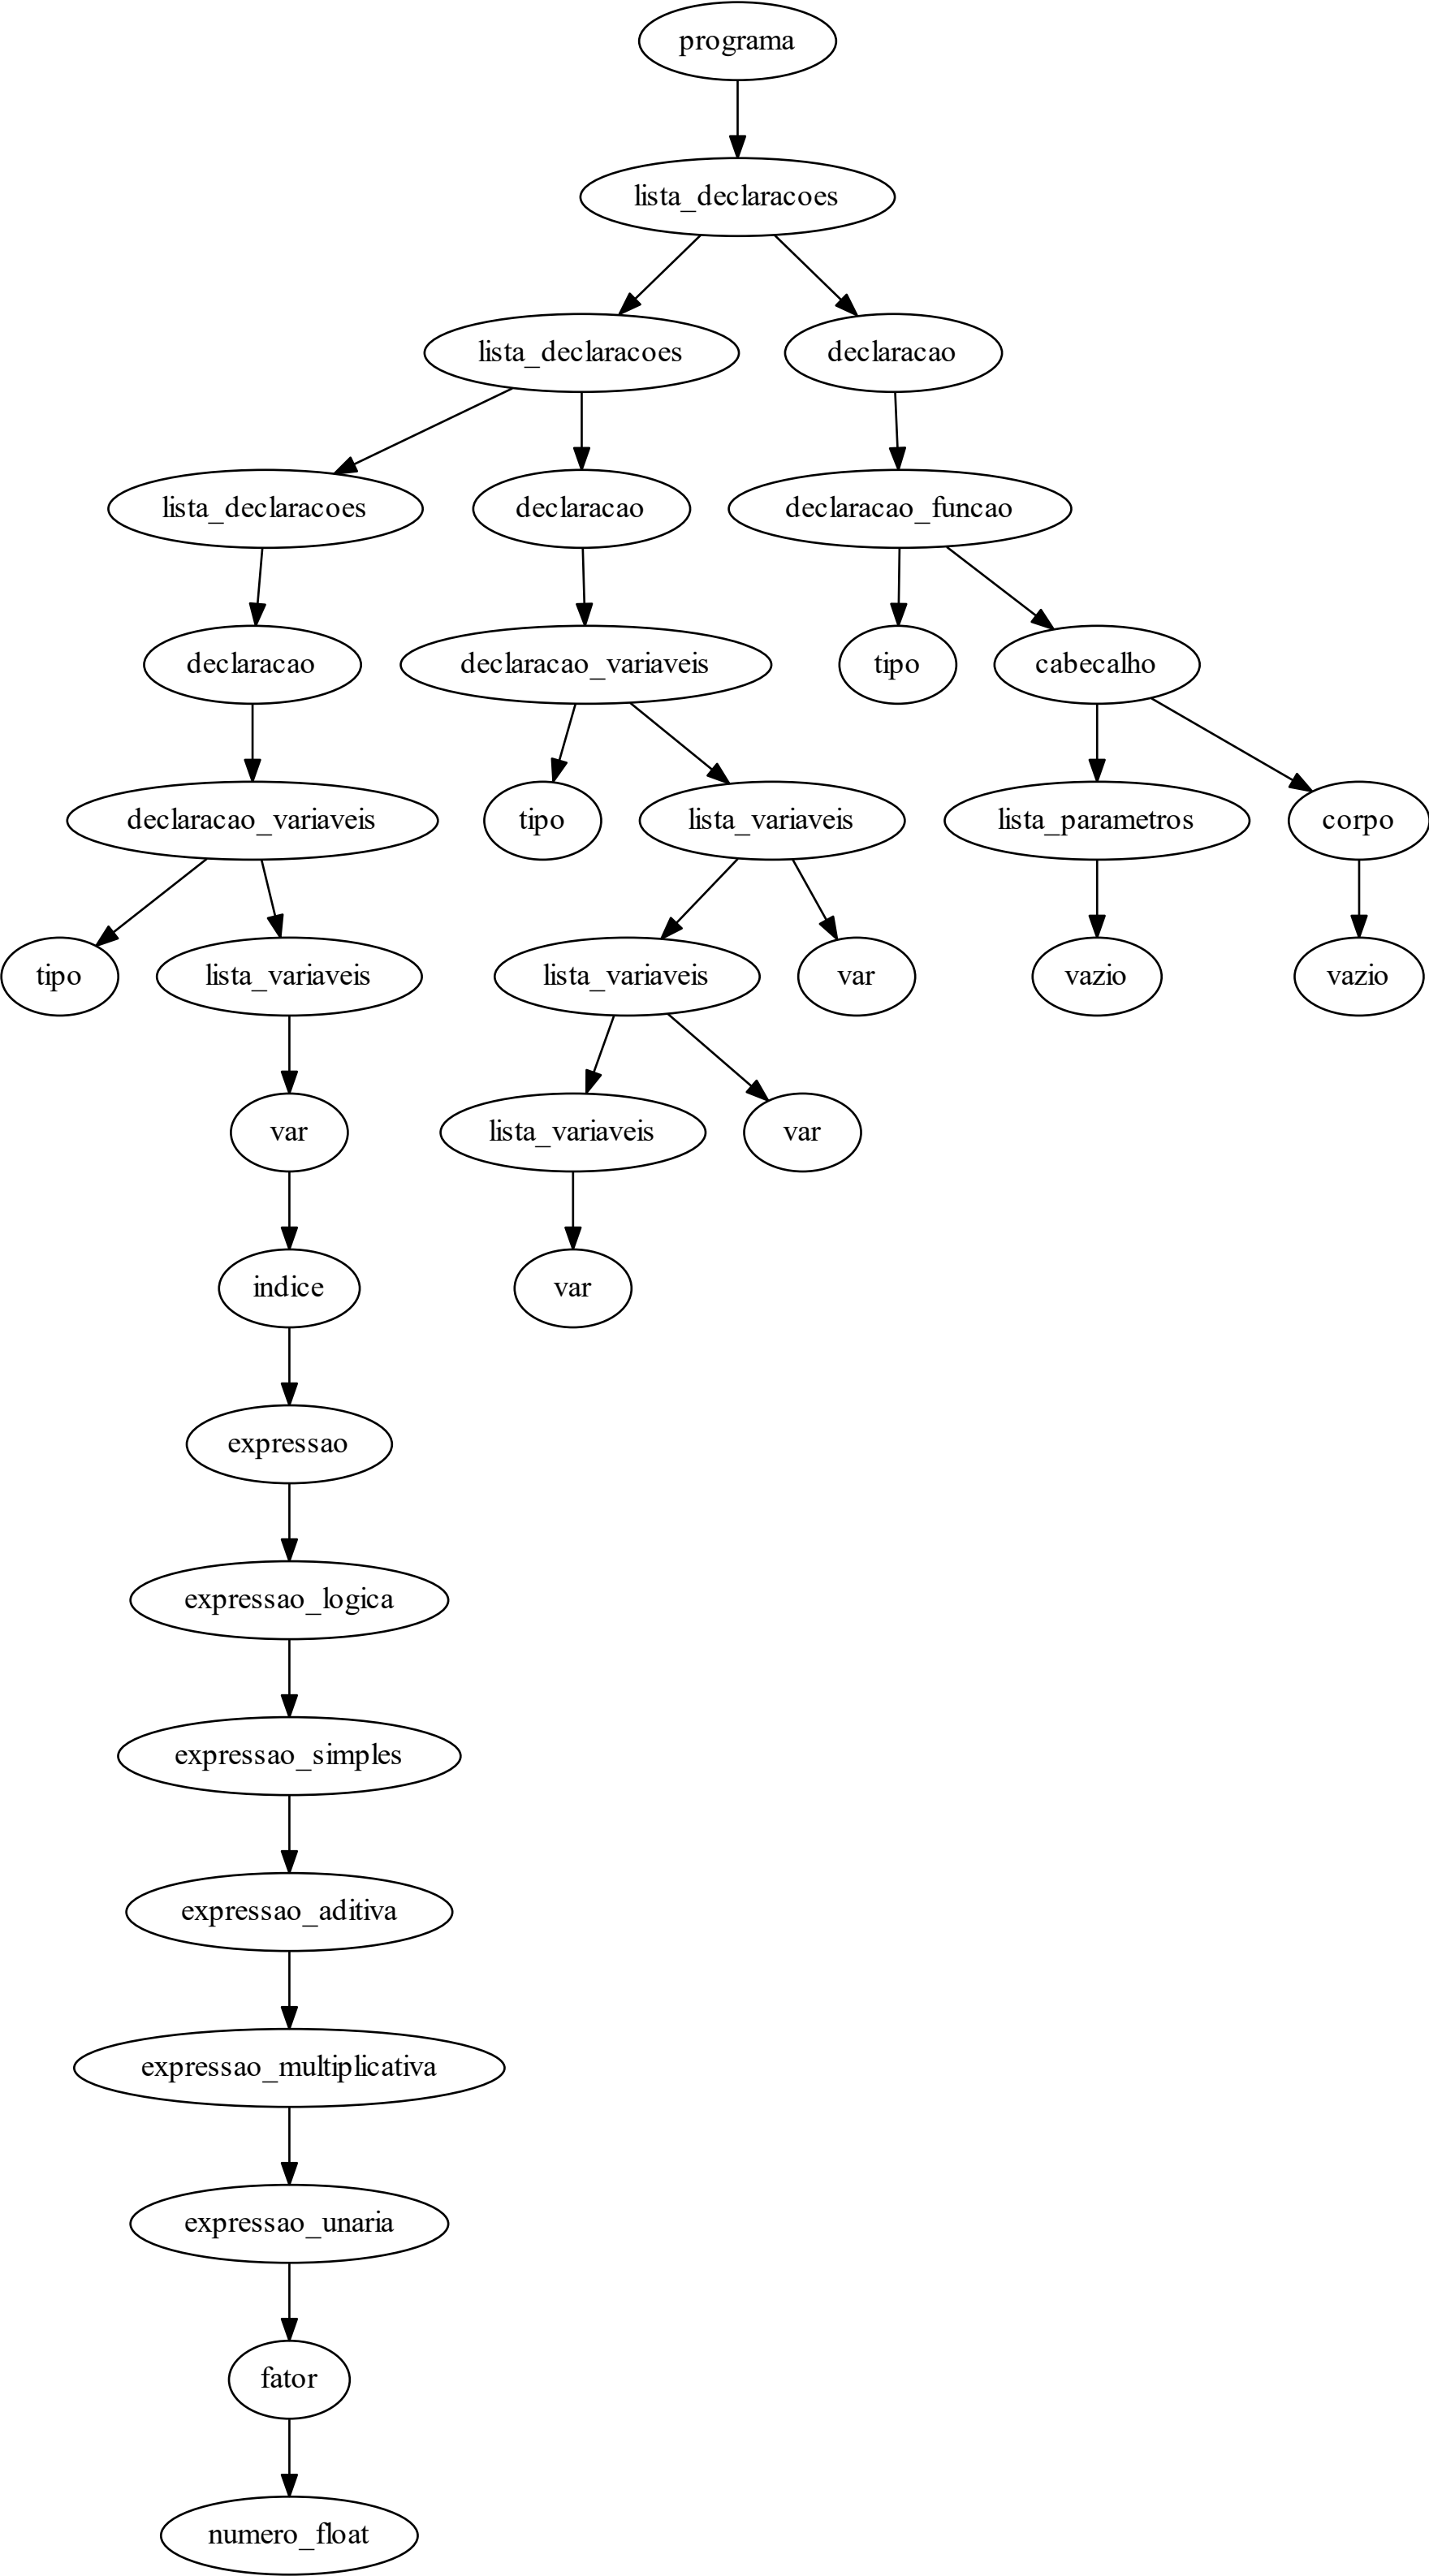 programa
lista_declaracoes
lista_declaracoes
declaracao
lista_declaracoes
declaracao
declaracao_funcao
declaracao
declaracao_variaveis
tipo
cabecalho
declaracao_variaveis
tipo
lista_variaveis
lista_parametros
corpo
tipo
lista_variaveis
lista_variaveis
var
vazio
vazio
var
lista_variaveis
var
indice
var
expressao
expressao_logica
expressao_simples
expressao_aditiva
expressao_multiplicativa
expressao_unaria
fator
numero_float